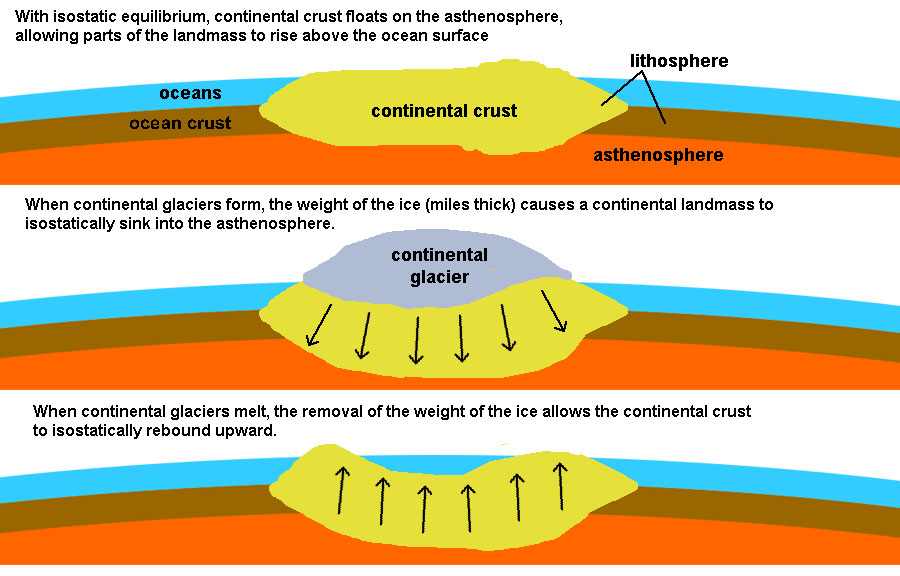 With isostatic equilibrium, continental crust floats on the asthenosphere,
allowing parts of the landmass to rise above the ocean surface
lithosphere
oceans
continental crust
ocean crust
asthenosphere
When continental glaciers form, the weight of the ice (miles thick) causes a continental landmass to
isostatically sink into the asthenosphere.
continental
glacier
When continental glaciers melt, the removal of the weight of the ice allows the continental crust
to isostatically rebound upward.